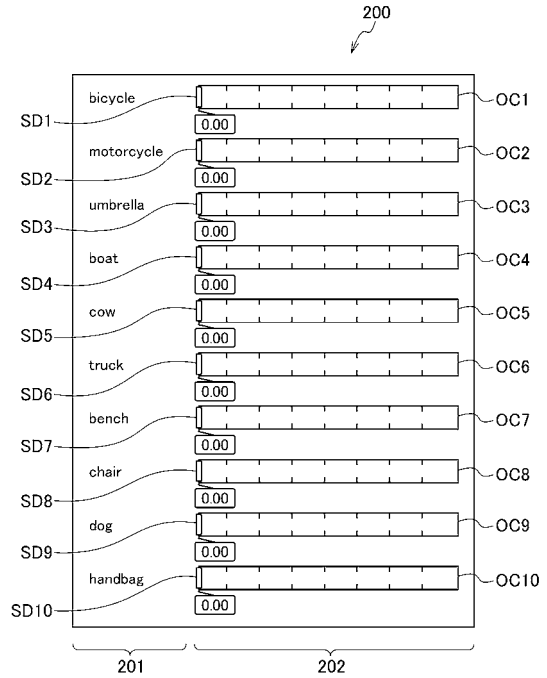 200
bicycle
OC1
SD1
0.00
motorcycle
OC2
SD2
0.00
umbrella
OC3
SD3
0.00
boat
OC4
SD4
0.00
cow
OC5
SD5
0.00
truck
OC6
SD6
0.00
bench
OC7
SD7
0.00
chair
OC8
SD8
0.00
dog
OC9
SD9
0.00
handbag
OC10
SD10
0.00
201 202